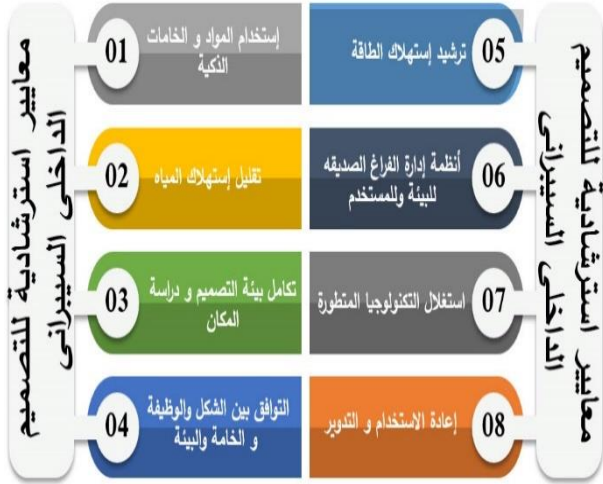 معايير استرشادية للتصميم
الداخلى السيبرانى
01
إستخدام المواد و الخامات
الذكية
02
تقليل إستهلاك المياه
03
تكامل بيئة التصميم و دراسة
المكان
04
التوافق بين الشكل والوظيفة
و الخامة والبيئة
05
ترشيد إستهلاك الطاقة
06
أنظمة إدارة الفراغ الصديقه
للبيئة وللمستخدم
07
استغلال التكنولوجيا المتطورة
08
إعادة الاستخدام و التدوير
معايير استرشادية للتصميم
الداخلى السيبرانى